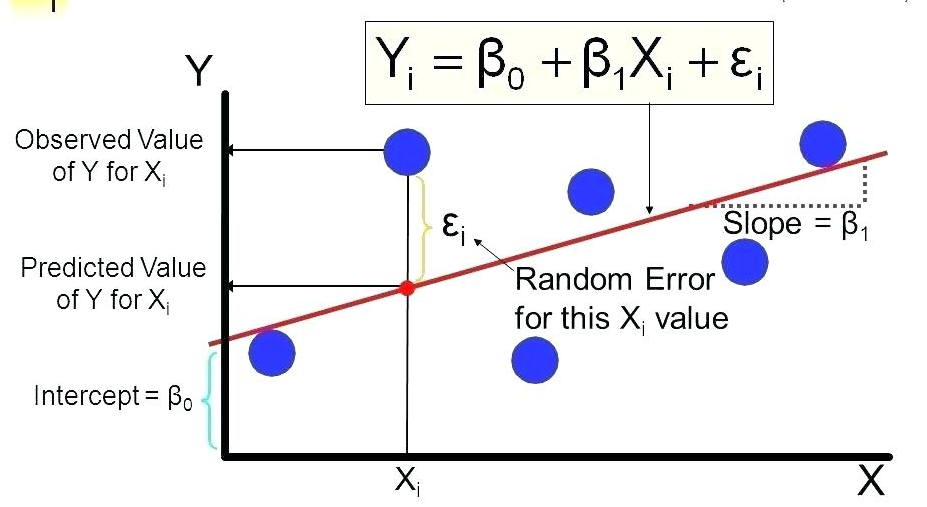 Yᵢ = β₀ + β₁Xᵢ + εᵢ
Y
Observed Value
of Y for Xᵢ
εᵢ
Slope = β₁
Predicted Value
of Y for Xᵢ
Random Error
for this Xᵢ value
Intercept = β₀
Xᵢ
X